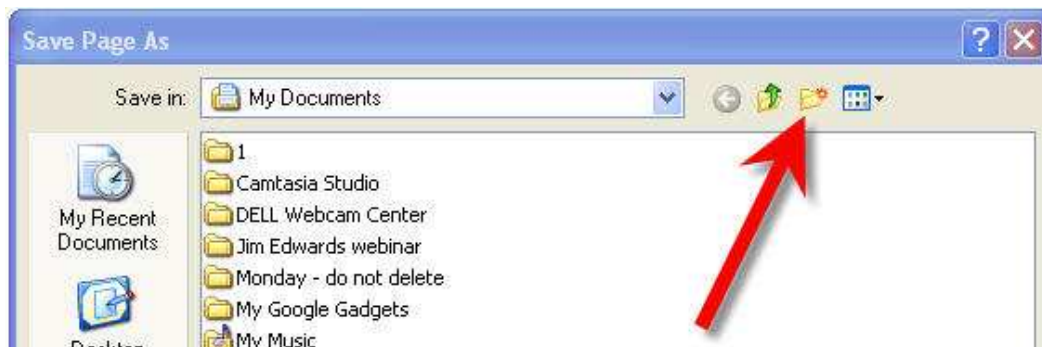 Save Page As
Save in: My Documents
1
Camtasia Studio
DELL Webcam Center
Jim Edwards webinar
Monday - do not delete
My Google Gadgets
My Music
My Recent
Documents
Desktop